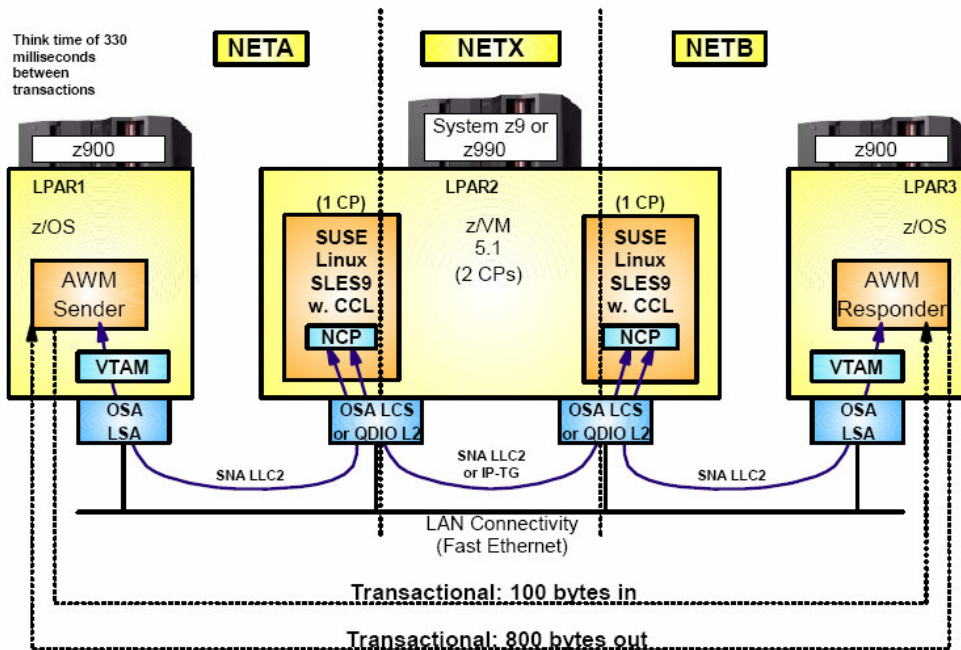 Think time of 330
milliseconds
between
transactions
NETA
NETX
NETB
z900
System z9 or
z990
z900
LPAR1
z/OS
AWM
Sender
VTAM
OSA
LSA
LPAR2
(1 CP)
SUSE
Linux
SLES9
w. CCL
NCP
z/VM
5.1
(2 CPs)
(1 CP)
SUSE
Linux
SLES9
w. CCL
NCP
OSA LCS
or QDIO L2
OSA LCS
or QDIO L2
LPAR3
z/OS
AWM
Responder
VTAM
OSA
LSA
SNA LLC2
SNA LLC2
or IP-TG
SNA LLC2
LAN Connectivity
(Fast Ethernet)
Transactional: 100 bytes in
Transactional: 800 bytes out